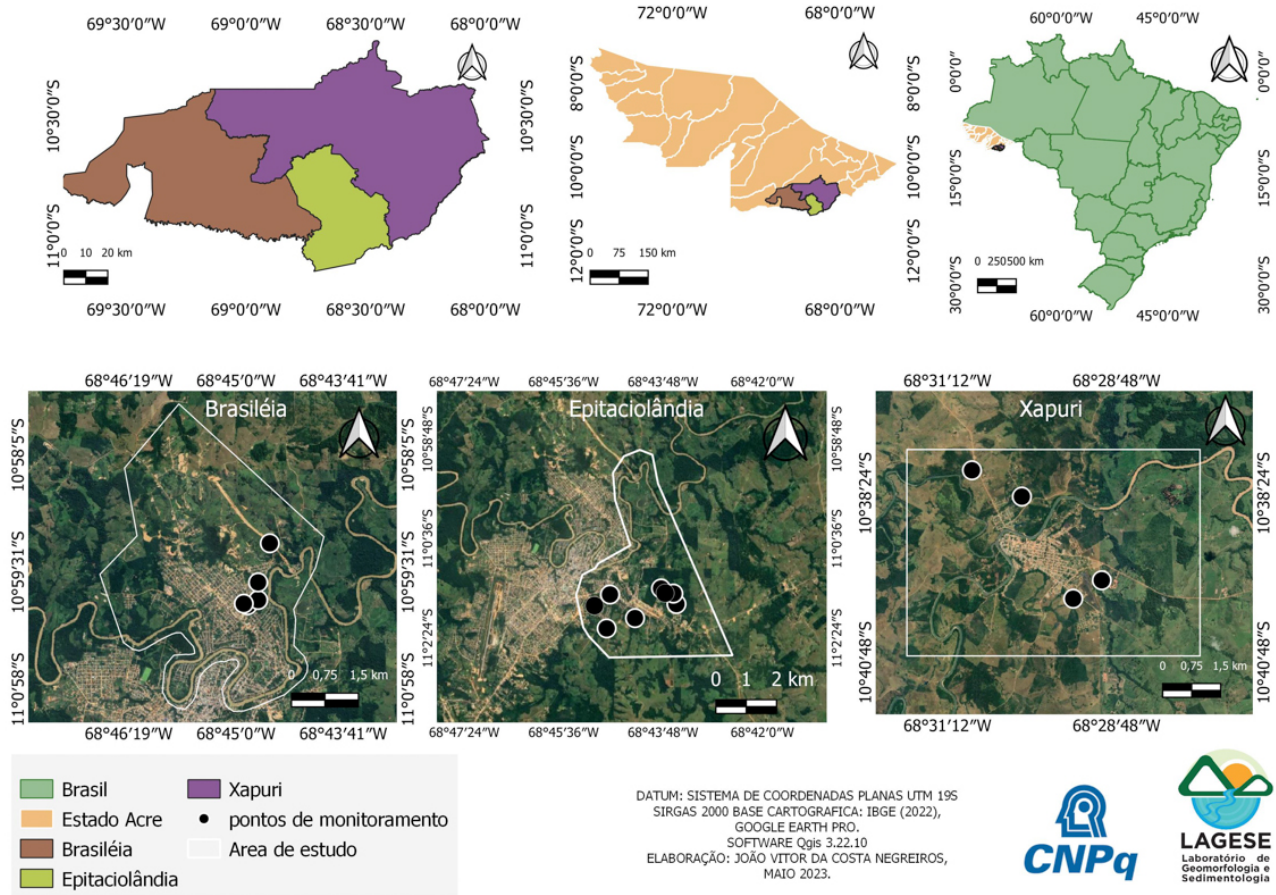 69°30′0″W 69°0′0″W 68°30′0″W 68°0′0″W
10°30′0″S
11°0′0″S
10°30′0″S
11°0′0″S
0 10 20 km
69°30′0″W 69°0′0″W 68°30′0″W 68°0′0″W
72°0′0″W 68°0′0″W
8°0′0″S
10°0′0″S
12°0′0″S
8°0′0″S
10°0′0″S
12°0′0″S
0 75 150 km
72°0′0″W 68°0′0″W
60°0′0″W 45°0′0″W
0°0′0″
15°0′0″S
30°0′0″S
0°0′0″
15°0′0″S
30°0′0″S
0 250500 km
60°0′0″W 45°0′0″W
68°46′19″W 68°45′0″W 68°43′41″W
Brasiléia
10°58′5″S
10°59′31″S
11°0′58″S
10°58′5″S
10°59′31″S
11°0′58″S
0 0,75 1,5 km
68°46′19″W 68°45′0″W 68°43′41″W
68°47′24″W 68°45′36″W 68°43′48″W 68°42′0″W
Epitaciolândia
10°58′48″S
11°0′36″S
11°2′24″S
10°58′48″S
11°0′36″S
11°2′24″S
0 1 2 km
68°47′24″W 68°45′36″W 68°43′48″W 68°42′0″W
68°31′12″W 68°28′48″W
Xapuri
10°38′24″S
10°40′48″S
10°38′24″S
10°40′48″S
0 0,75 1,5 km
68°31′12″W 68°28′48″W
Brasil
Estado Acre
Brasiléia
Epitaciolândia
Xapuri
pontos de monitoramento
Area de estudo
DATUM: SISTEMA DE COORDENADAS PLANAS UTM 19S
SIRGAS 2000 BASE CARTOGRAFICA: IBGE (2022),
GOOGLE EARTH PRO.
SOFTWARE Qgis 3.22.10
ELABORAÇÃO: JOÃO VITOR DA COSTA NEGREIROS,
MAIO 2023.
CNPq
LAGESE
Laboratório de
Geomorfologia e
Sedimentologia